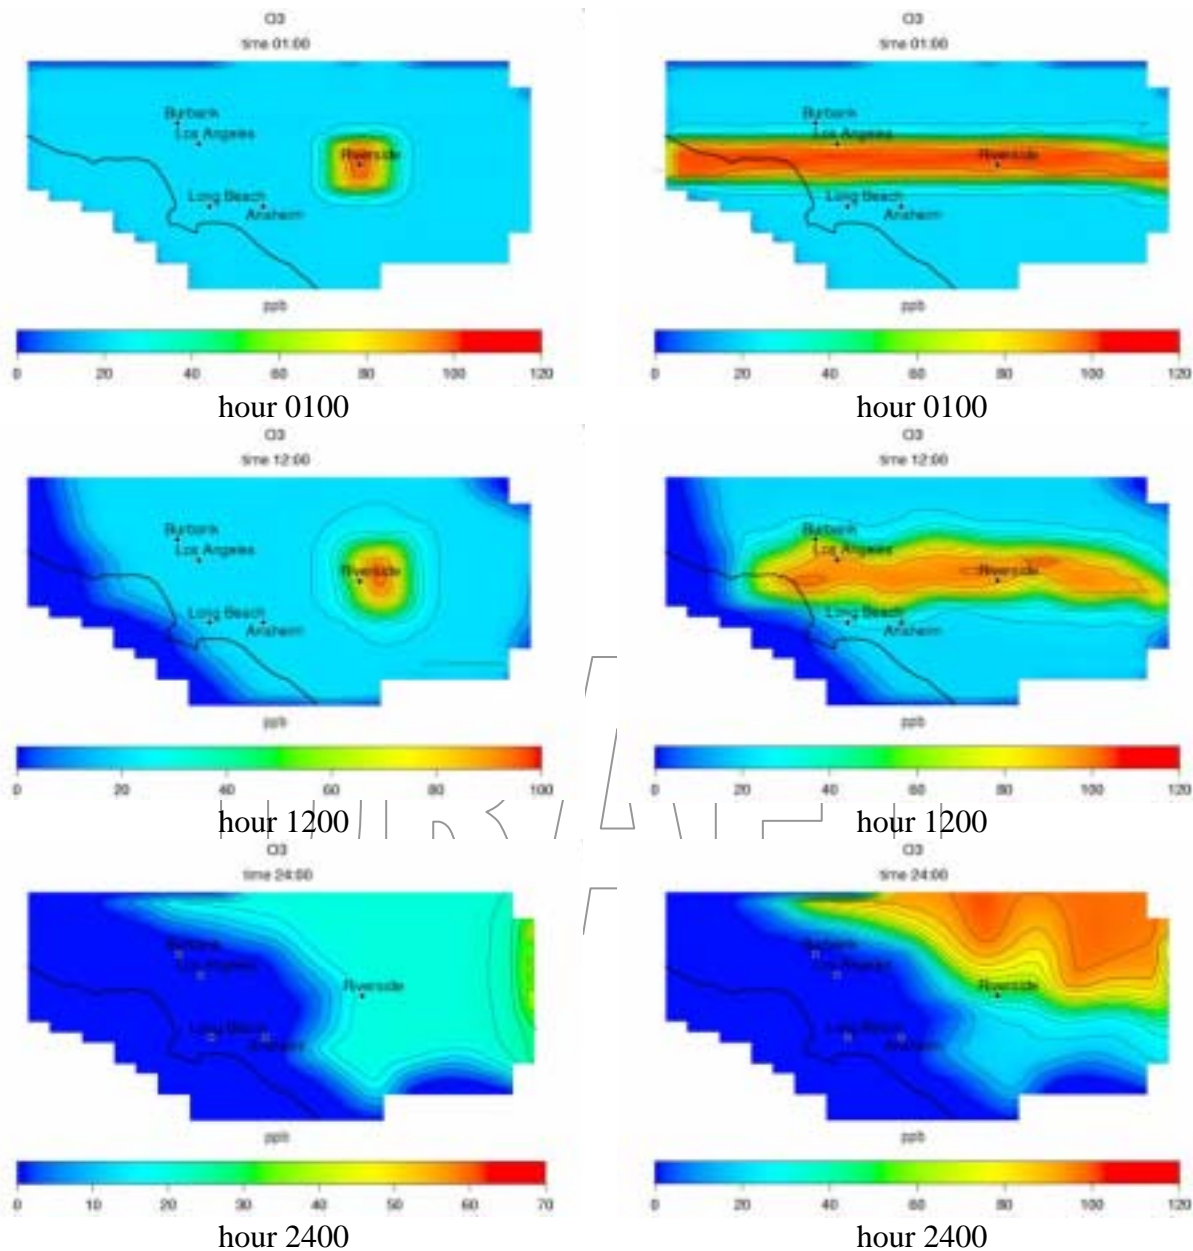 O3
time 01:00
Burbank
Los Angeles
Riverside
Long Beach
Anaheim
ppb
0 20 40 60 80 100 120
hour 0100
O3
time 01:00
Burbank
Los Angeles
Riverside
Long Beach
Anaheim
ppb
0 20 40 60 80 100 120
hour 0100
O3
time 12:00
Burbank
Los Angeles
Riverside
Long Beach
Anaheim
ppb
0 20 40 60 80 100
hour 1200
O3
time 12:00
Burbank
Los Angeles
Riverside
Long Beach
Anaheim
ppb
0 20 40 60 80 100 120
hour 1200
DRAFT
O3
time 24:00
Burbank
Los Angeles
Riverside
Long Beach
Anaheim
ppb
0 10 20 30 40 50 60 70
hour 2400
O3
time 24:00
Burbank
Los Angeles
Riverside
Long Beach
Anaheim
ppb
0 20 40 60 80 100 120
hour 2400